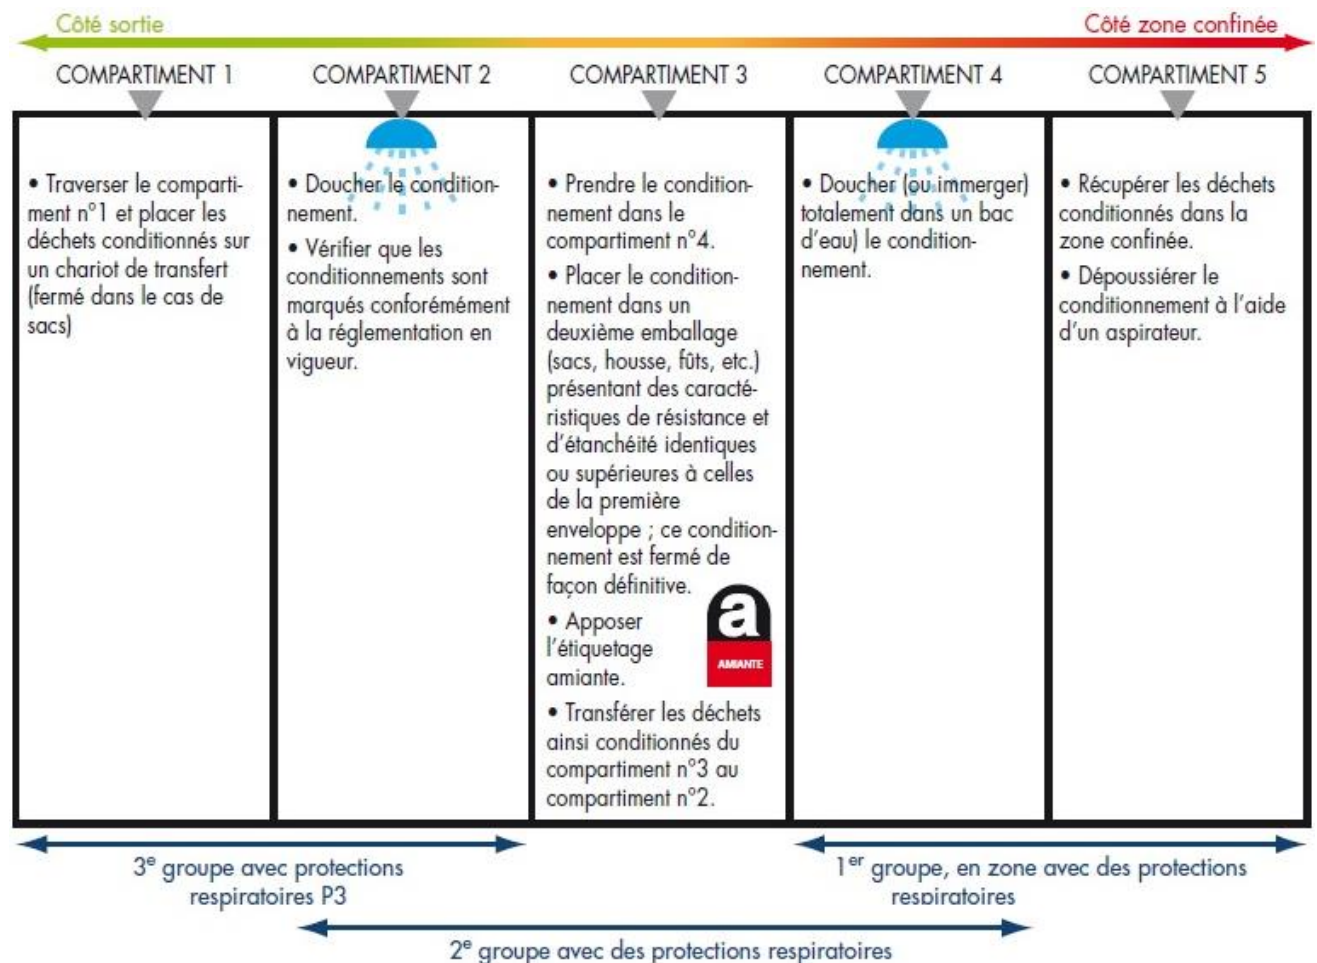 Côté sortie
Côté zone confinée
COMPARTIMENT 1
COMPARTIMENT 2
COMPARTIMENT 3
COMPARTIMENT 4
COMPARTIMENT 5
• Traverser le comparti-
ment n°1 et placer les
déchets conditionnés sur
un chariot de transfert
(fermé dans le cas de
sacs)
• Doucher le condition-
nement.
• Vérifier que les
conditionnements sont
marqués conforémément
à la réglementation en
vigueur.
• Prendre le condition-
nement dans le
compartiment n°4.
• Placer le condition-
nement dans un
deuxième emballage
(sacs, housse, fûts, etc.)
présentant des caracté-
ristiques de résistance et
d'étanchéité identiques
ou supérieures à celles
de la première
enveloppe ; ce condition-
nement est fermé de
façon définitive.
• Apposer
l'étiquetage
amiante.
a
AMIANTE
• Transférer les déchets
ainsi conditionnés du
compartiment n°3 au
compartiment n°2.
• Doucher (ou immerger)
totalement dans un bac
d'eau) le condition-
nement.
• Récupérer les déchets
conditionnés dans la
zone confinée.
• Dépoussiérer le
conditionnement à l'aide
d'un aspirateur.
3e groupe avec protections
respiratoires P3
1er groupe, en zone avec des protections
respiratoires
2e groupe avec des protections respiratoires